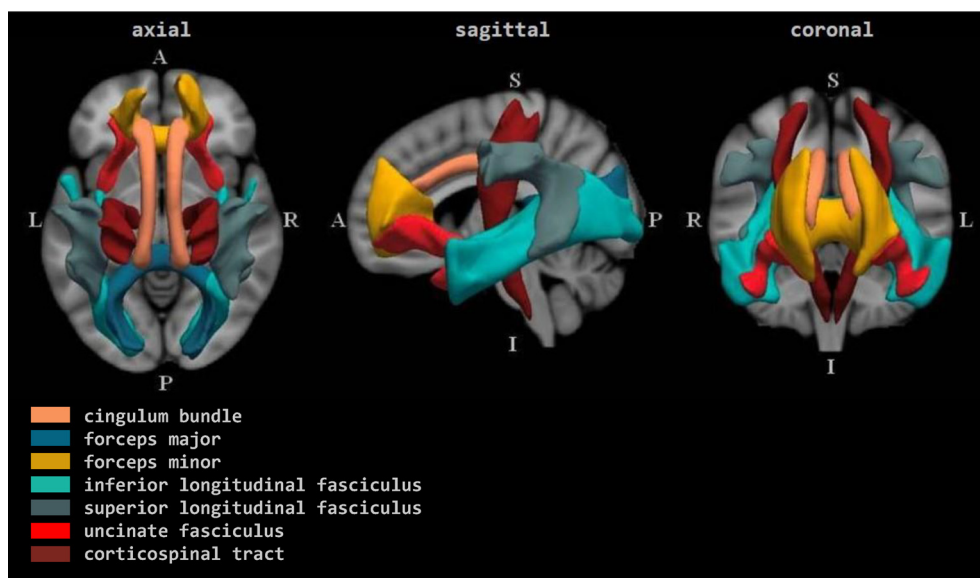 axial sagittal coronal
A S S
L R A P R L
P I I
cingulum bundle
forceps major
forceps minor
inferior longitudinal fasciculus
superior longitudinal fasciculus
uncinate fasciculus
corticospinal tract